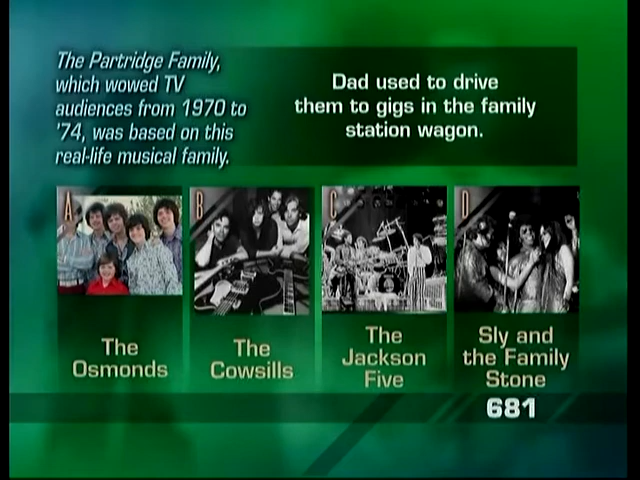 The Partridge Family,
which wowed TV
audiences from 1970 to
'74, was based on this
real-life musical family.
Dad used to drive
them to gigs in the family
station wagon.
A
B
C
D
The
Osmonds
The
Cowsills
The
Jackson
Five
Sly and
the Family
Stone
681